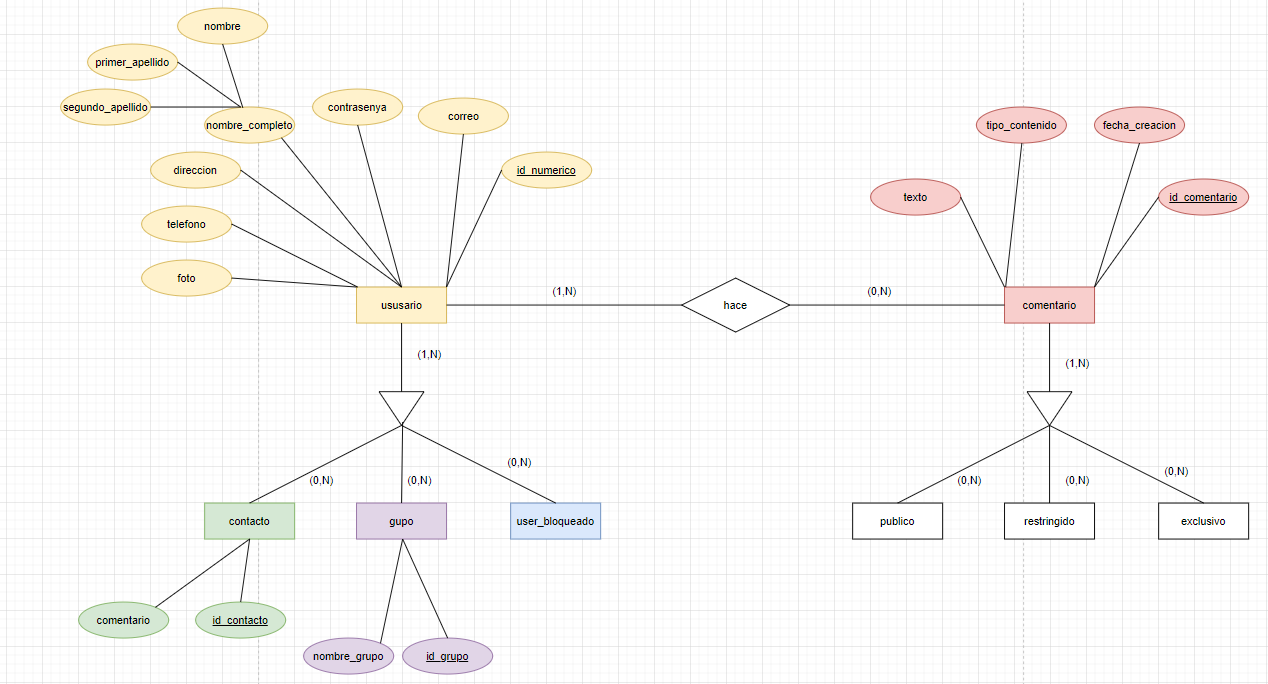 nombre
primer_apellido
segundo_apellido
nombre_completo
contrasenya
correo
direccion
id_numerico
telefono
foto
tipo_contenido
fecha_creacion
texto
id_comentario
ususario
(1,N)
hace
(0,N)
comentario
(1,N)
(1,N)
(0,N)
(0,N)
(0,N)
(0,N)
(0,N)
(0,N)
contacto
gupo
user_bloqueado
publico
restringido
exclusivo
comentario
id_contacto
nombre_grupo
id_grupo